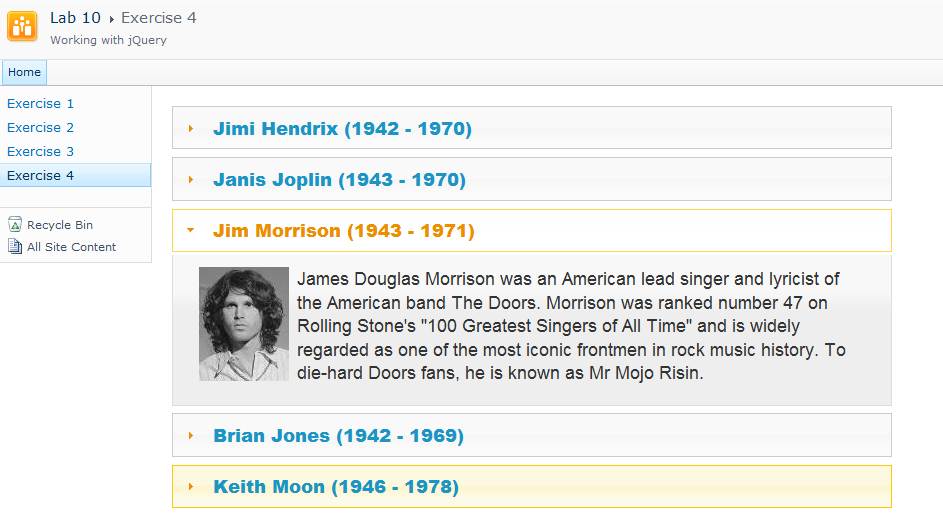 Lab 10 ▸ Exercise 4
Working with jQuery
Home
Exercise 1
Exercise 2
Exercise 3
Exercise 4
Recycle Bin
All Site Content
Jimi Hendrix (1942 - 1970)
Janis Joplin (1943 - 1970)
Jim Morrison (1943 - 1971)
James Douglas Morrison was an American lead singer and lyricist of
the American band The Doors. Morrison was ranked number 47 on
Rolling Stone's "100 Greatest Singers of All Time" and is widely
regarded as one of the most iconic frontmen in rock music history. To
die-hard Doors fans, he is known as Mr Mojo Risin.
Brian Jones (1942 - 1969)
Keith Moon (1946 - 1978)